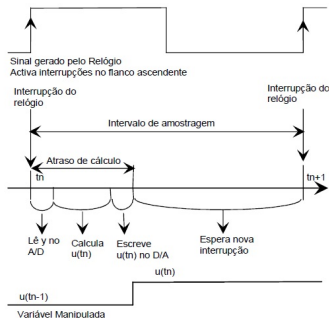 Sinal gerado pelo Relógio
Activa interrupções no flanco ascendente
Interrupção do
relógio
Interrupção do
relógio
Intervalo de amostragem
Atraso de cálculo
tn
tn+1
Lê y no
A/D
Calcula
u(tn)
Escreve
u(tn) no D/A
Espera nova
interrupção
u(tn)
u(tn-1)
Variável Manipulada